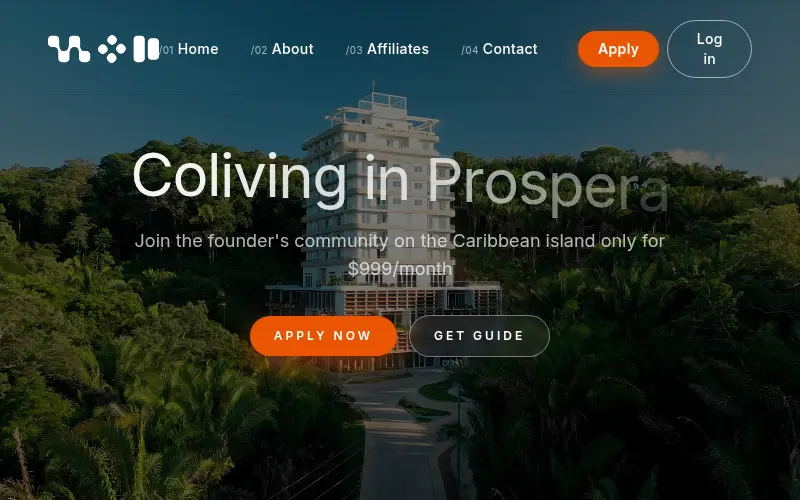 /01 Home
/02 About
/03 Affiliates
/04 Contact
Apply
Log
in
Coliving in Prospera
Join the founder's community on the Caribbean island only for
$999/month
APPLY NOW
GET GUIDE